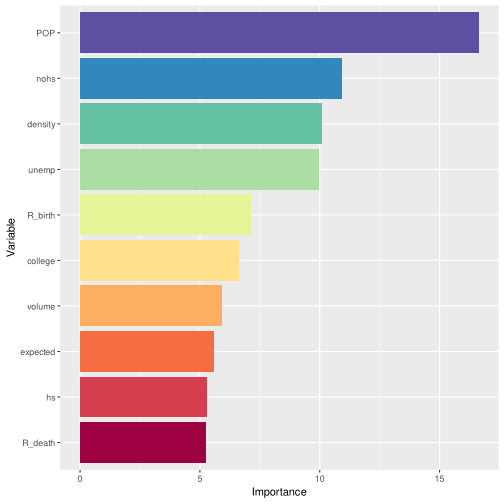 POP
nohs
density
unemp
R_birth
college
volume
expected
hs
R_death
Variable
0 5 10 15
Importance